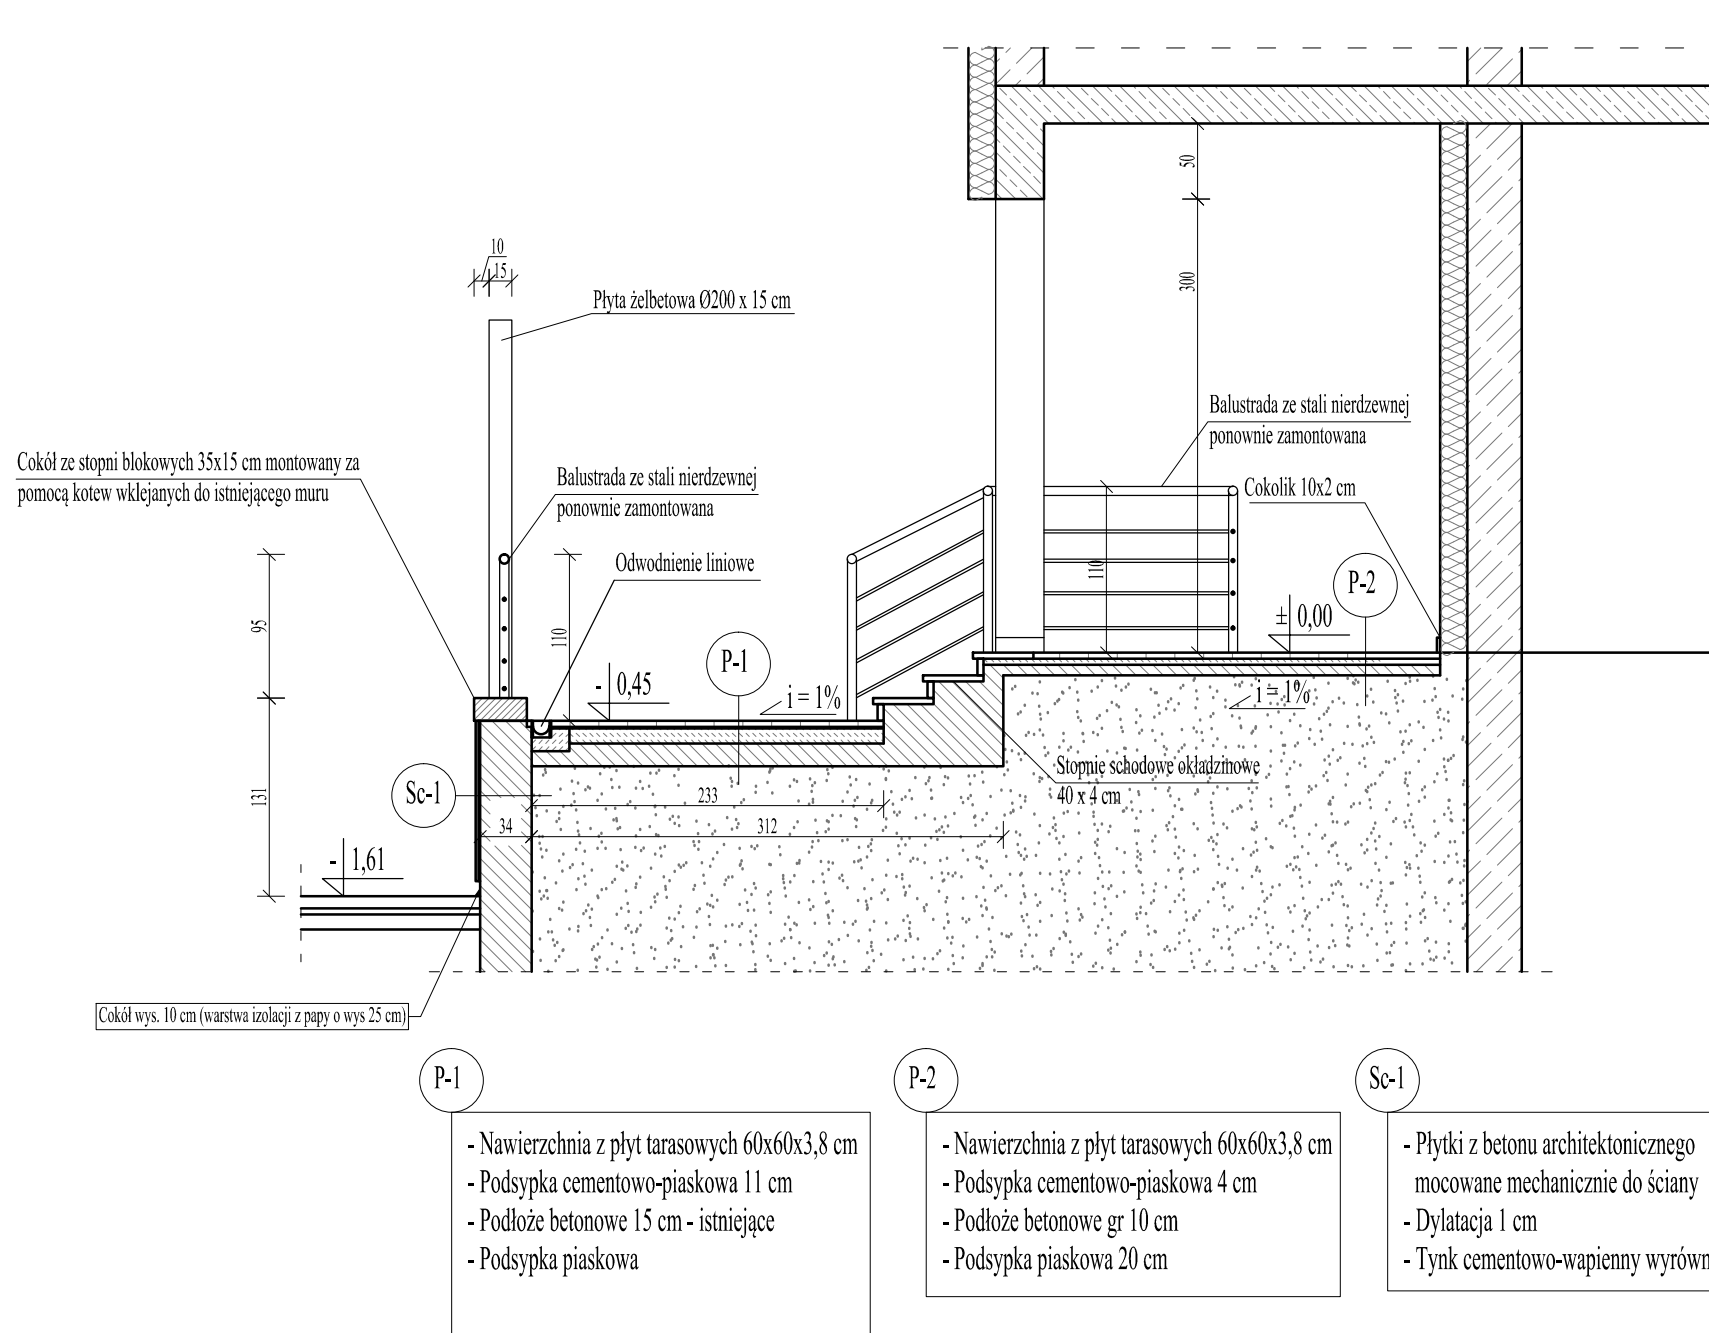 50
10
15
300
Płyta żelbetowa Ø200 x 15 cm
Balustrada ze stali nierdzewnej
ponownie zamontowana
Cokół ze stopni blokowych 35x15 cm montowany za
pomocą kotew wklejanych do istniejącego muru
Balustrada ze stali nierdzewnej
ponownie zamontowana
Cokolik 10x2 cm
Odwodnienie liniowe
110
P-2
95
110
± 0,00
P-1
- 0,45
i = 1%
i = 1%
Stopnie schodowe okładzinowe
40 x 4 cm
Sc-1
131
233
34
312
- 1,61
Cokół wys. 10 cm (warstwa izolacji z papy o wys 25 cm)
P-1
- Nawierzchnia z płyt tarasowych 60x60x3,8 cm
- Podsypka cementowo-piaskowa 11 cm
- Podłoże betonowe 15 cm - istniejące
- Podsypka piaskowa
P-2
- Nawierzchnia z płyt tarasowych 60x60x3,8 cm
- Podsypka cementowo-piaskowa 4 cm
- Podłoże betonowe gr 10 cm
- Podsypka piaskowa 20 cm
Sc-1
- Płytki z betonu architektonicznego
mocowane mechanicznie do ściany
- Dylatacja 1 cm
- Tynk cementowo-wapienny wyrówn